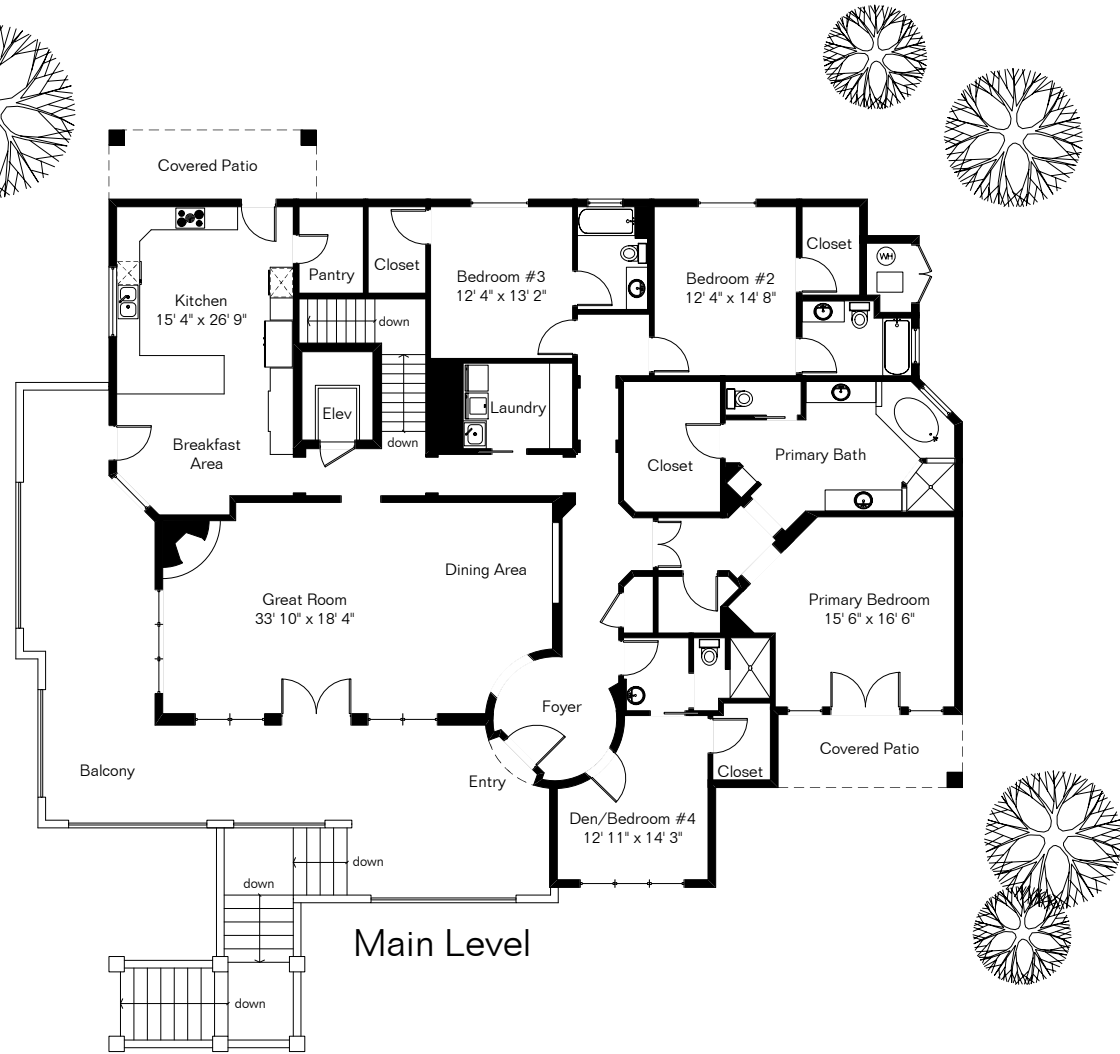 Covered Patio
Closet
WH
Closet
Pantry
Bedroom #3
12' 4" x 13' 2"
Bedroom #2
12' 4" x 14' 8"
Kitchen
15' 4" x 26' 9"
down
Elev
Laundry
down
Breakfast
Area
Closet
Primary Bath
Dining Area
Great Room
33' 10" x 18' 4"
Primary Bedroom
15' 6" x 16' 6"
Foyer
Covered Patio
Balcony
Entry
Closet
Den/Bedroom #4
12' 11" x 14' 3"
down
down
Main Level
down